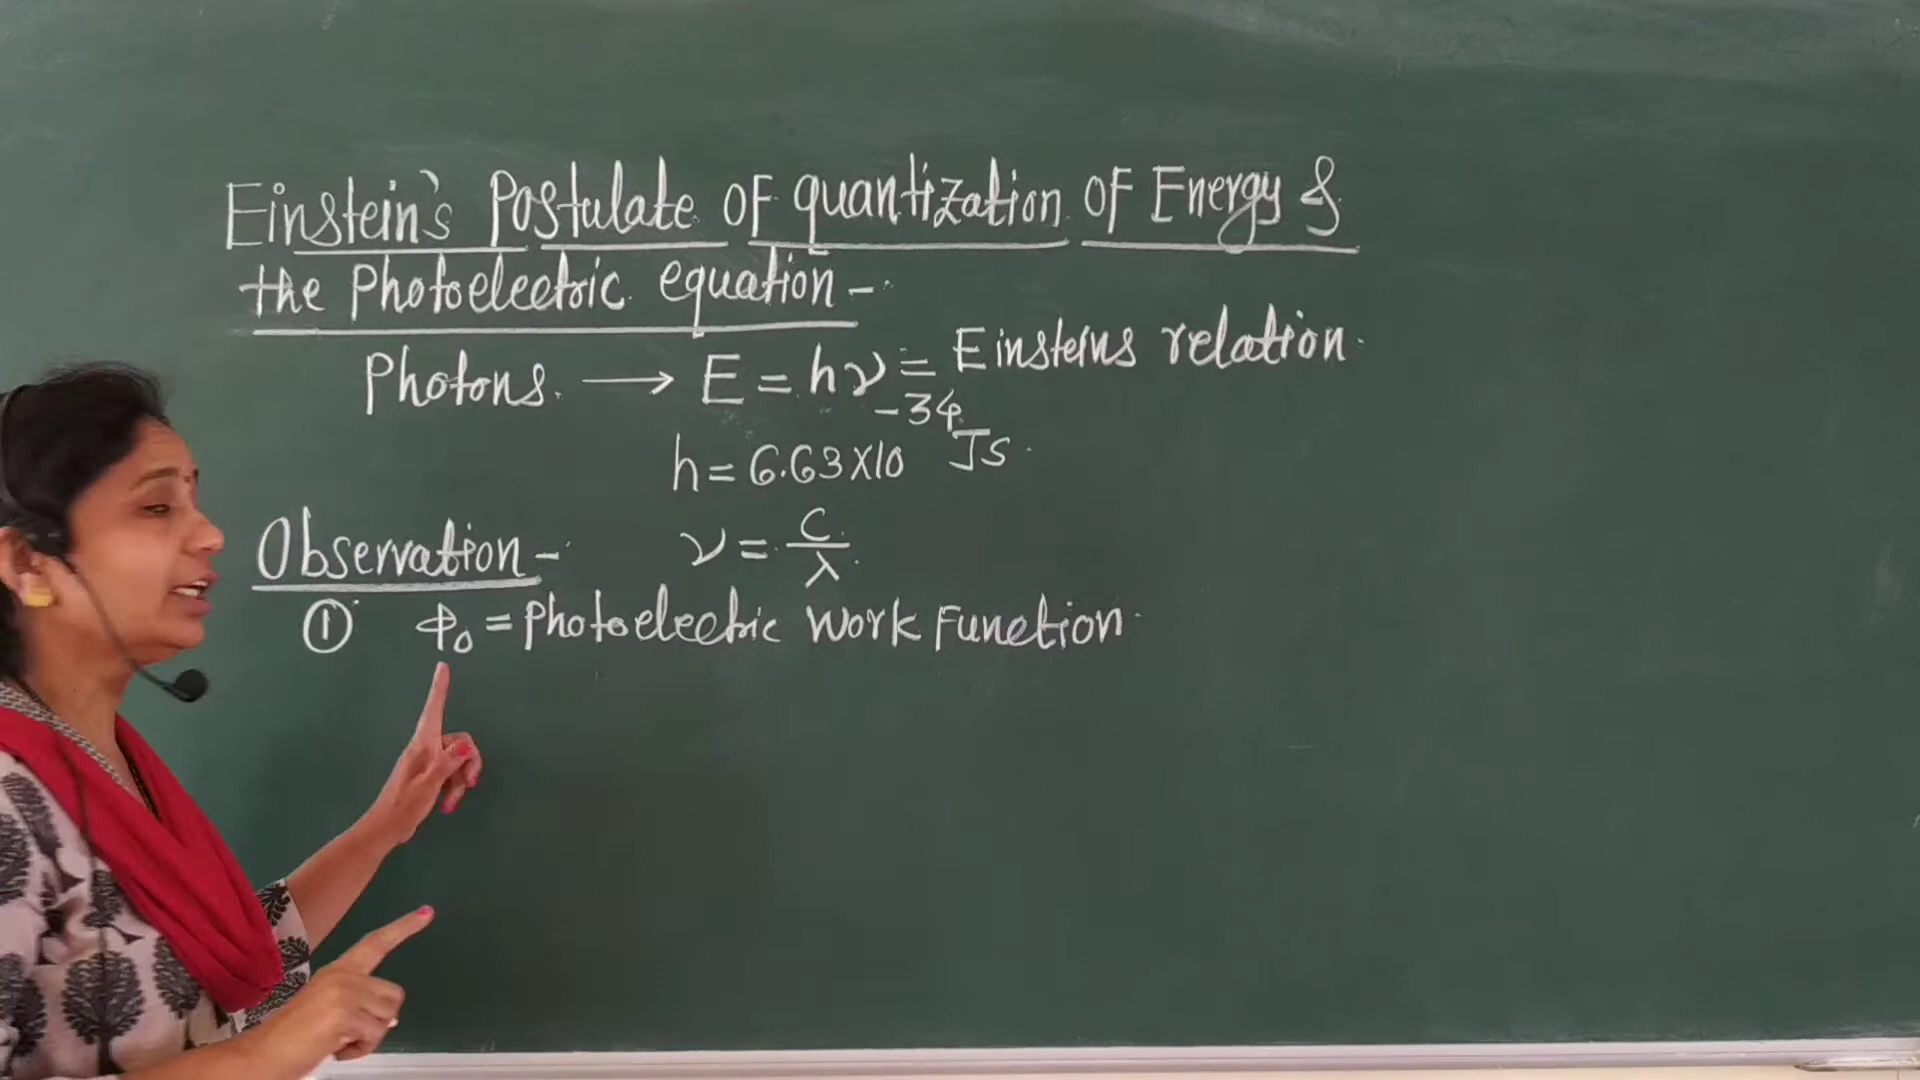 Einstein's Postulate of quantization of Energy &
the Photoelectric equation -
Photons. → E = hν = Einsteins relation.
h = 6.63×10⁻³⁴ JS.
Observation - ν = c/λ.
① Φ₀ = Photoelectric Work Function.